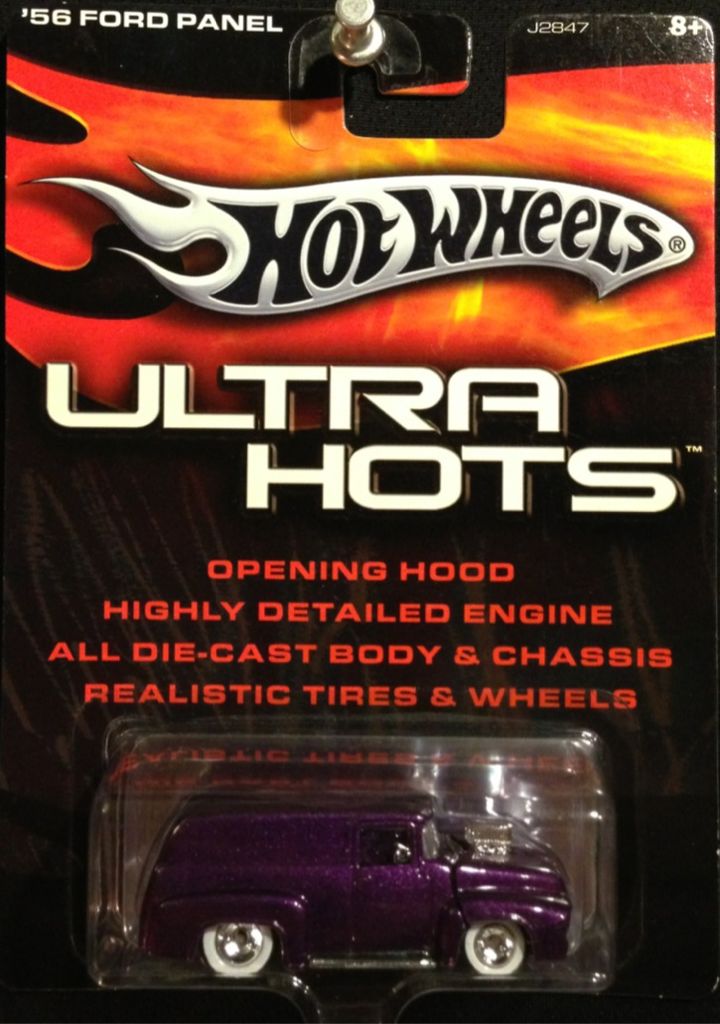 '56 FORD PANEL
J2847
8+
HOT WHEELS®
ULTRA
HOTS™
OPENING HOOD
HIGHLY DETAILED ENGINE
ALL DIE-CAST BODY & CHASSIS
REALISTIC TIRES & WHEELS